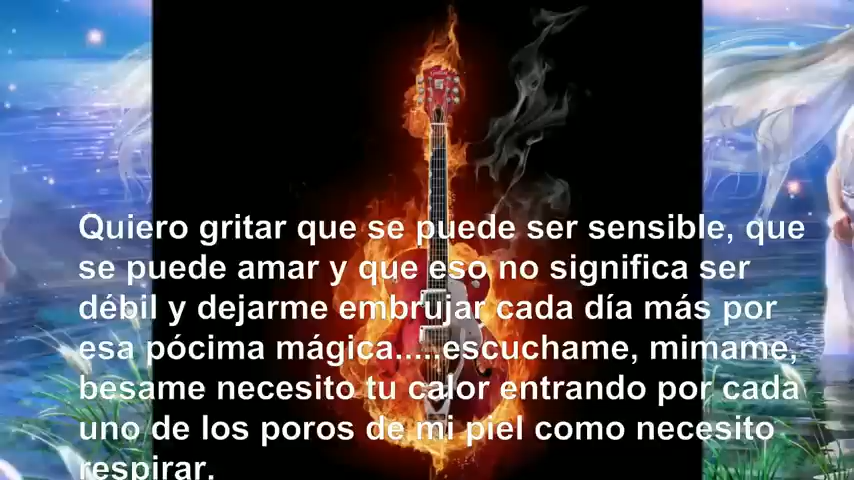 Quiero gritar que se puede ser sensible, que
se puede amar y que eso no significa ser
débil y dejarme embrujar cada día más por
esa pócima mágica.....escuchame, mimame,
besame necesito tu calor entrando por cada
uno de los poros de mi piel como necesito
respirar.